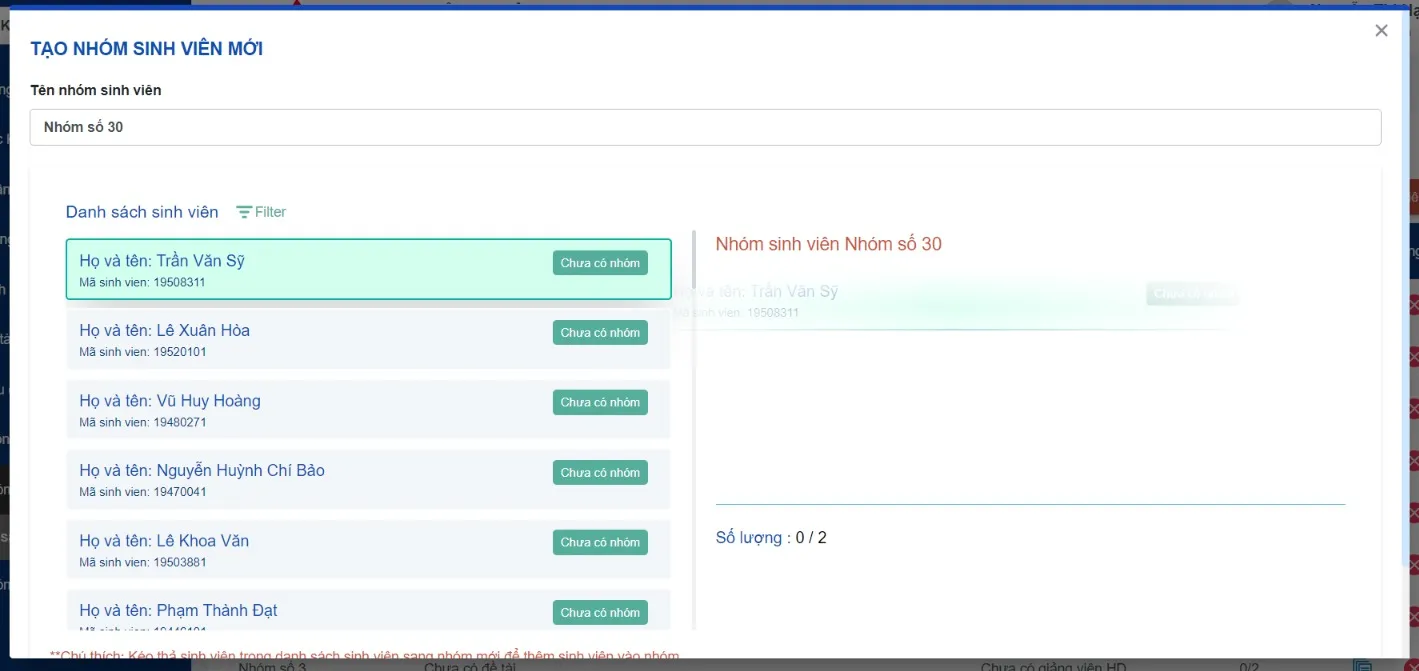 TẠO NHÓM SINH VIÊN MỚI
Tên nhóm sinh viên
Nhóm số 30
Danh sách sinh viên Filter
Họ và tên: Trần Văn Sỹ
Chưa có nhóm
Mã sinh vien: 19508311
Họ và tên: Lê Xuân Hòa
Chưa có nhóm
Mã sinh vien: 19520101
Họ và tên: Vũ Huy Hoàng
Chưa có nhóm
Mã sinh vien: 19480271
Họ và tên: Nguyễn Huỳnh Chí Bảo
Chưa có nhóm
Mã sinh vien: 19470041
Họ và tên: Lê Khoa Văn
Chưa có nhóm
Mã sinh vien: 19503881
Họ và tên: Phạm Thành Đạt
Chưa có nhóm
Mã sinh vien:
Nhóm sinh viên Nhóm số 30
Họ và tên: Trần Văn Sỹ
Mã sinh vien: 19508311
Số lượng : 0 / 2
**Chú thích: Kéo thả sinh viên trong danh sách sinh viên sang nhóm mới để thêm sinh viên vào nhóm
Nhóm số 3 Chưa có đề tài Chưa có giảng viên HD 0/2